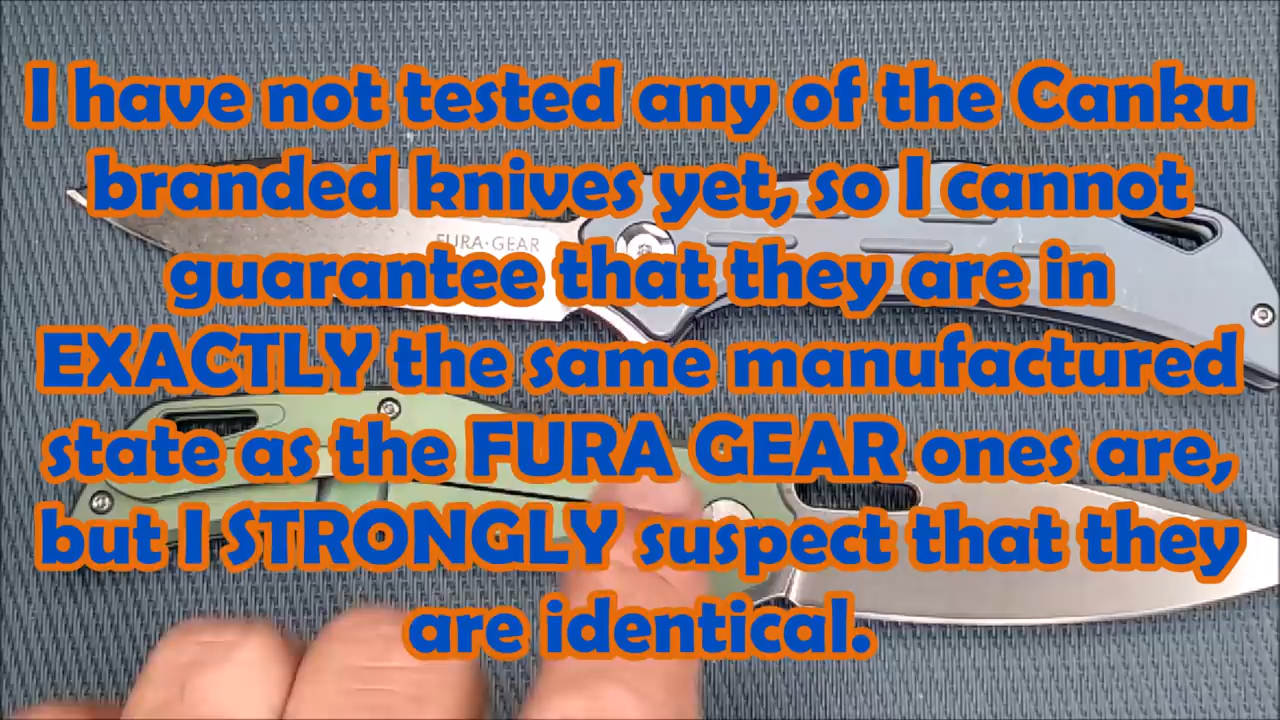 I have not tested any of the Canku
branded knives yet, so I cannot
FURA·GEAR
guarantee that they are in
EXACTLY the same manufactured
state as the FURA GEAR ones are,
but I STRONGLY suspect that they
are identical.